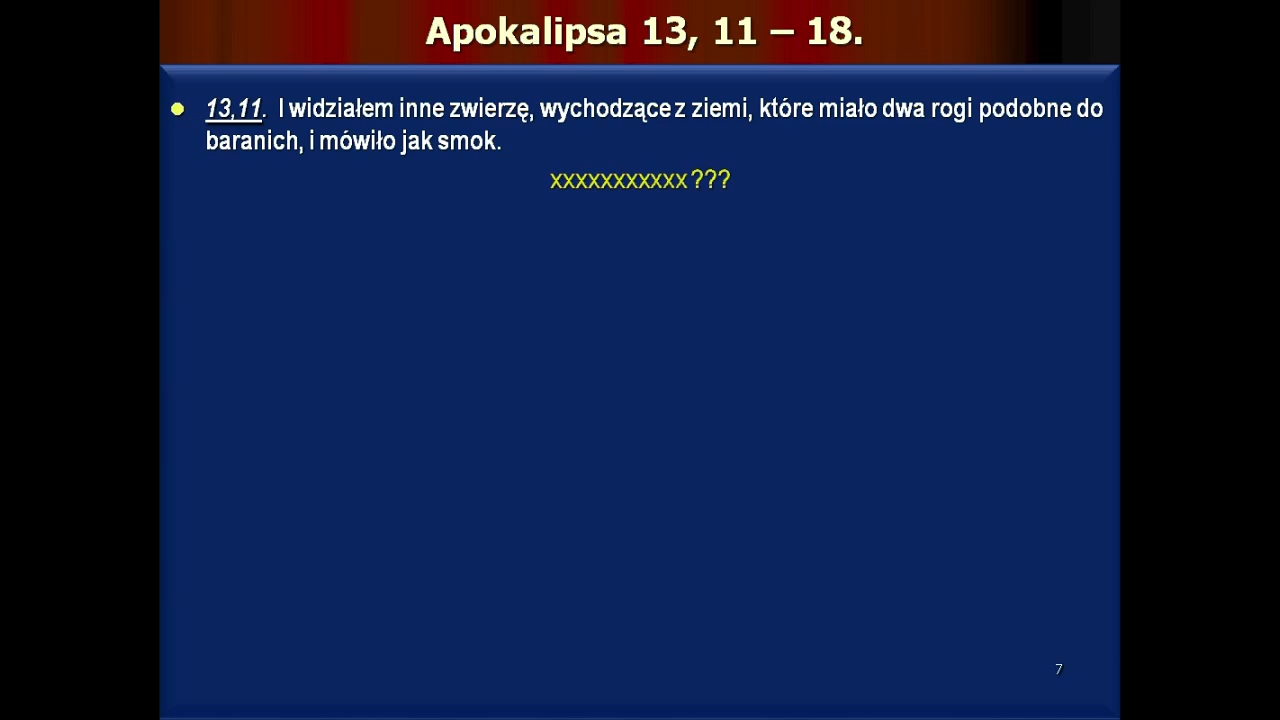 Apokalipsa 13, 11 – 18.
● 13,11. I widziałem inne zwierzę, wychodzące z ziemi, które miało dwa rogi podobne do
baranich, i mówiło jak smok.
xxxxxxxxxxx???
7